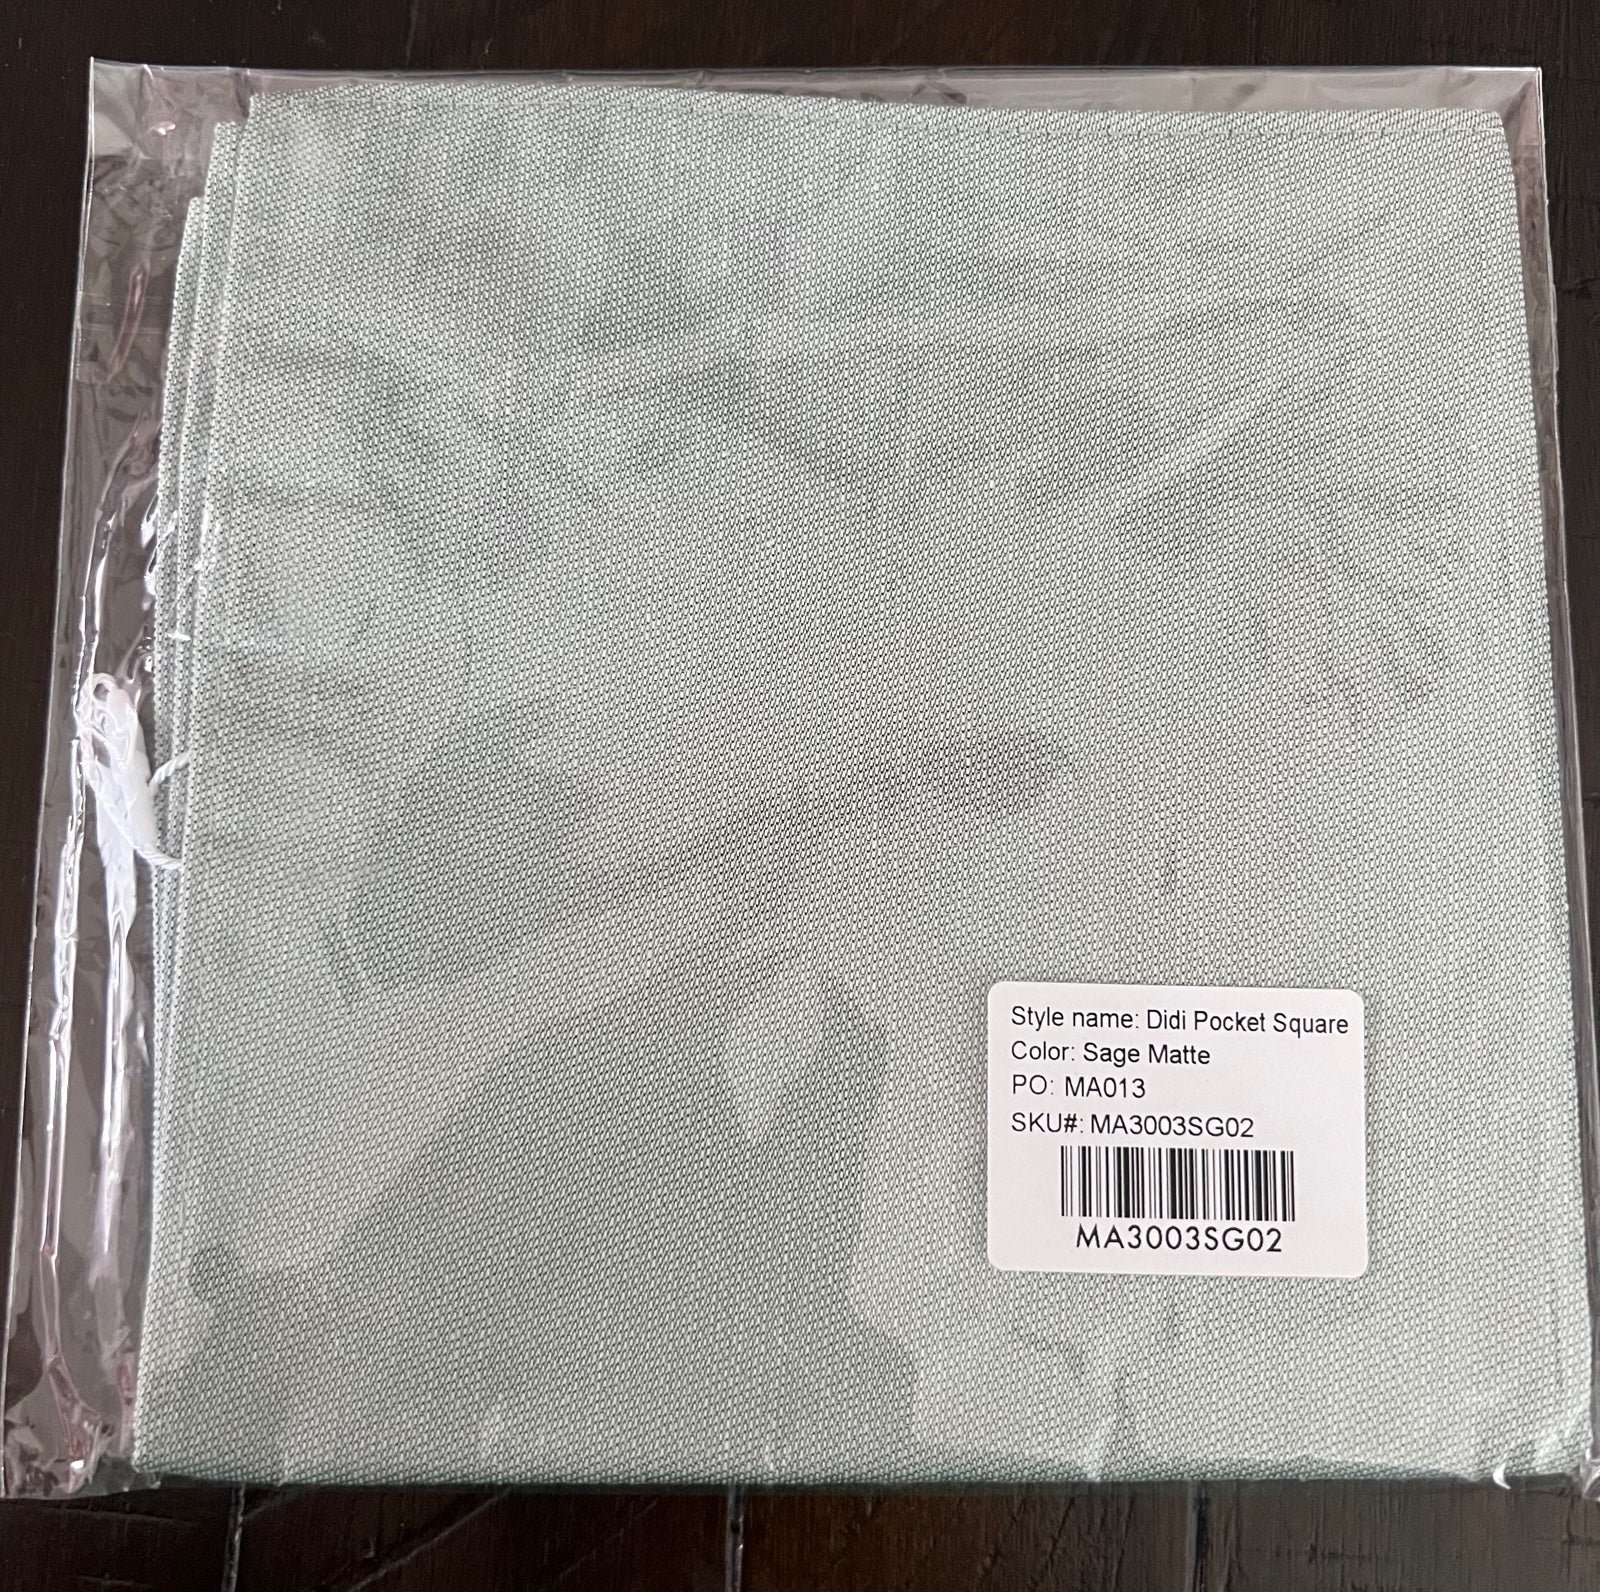 Style name: Didi Pocket Square
Color: Sage Matte
PO: MA013
SKU#: MA3003SG02
MA3003SG02